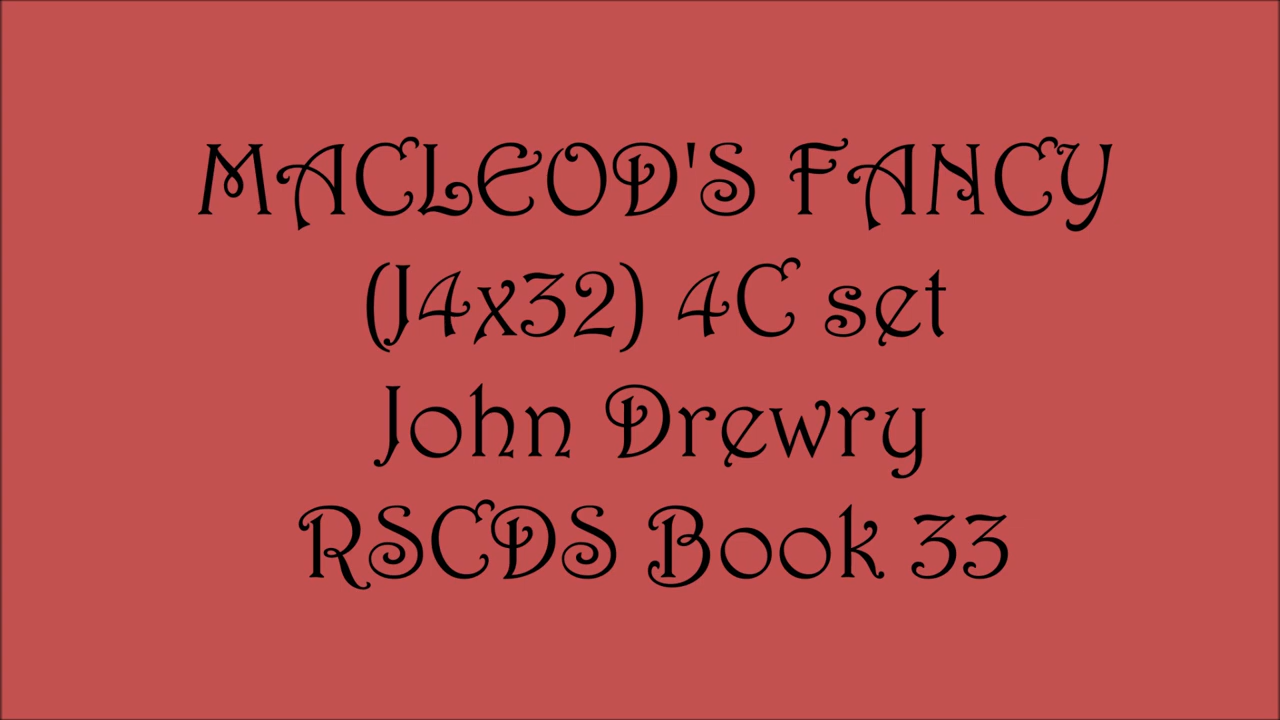 MACLEOD'S FANCY
(J4x32) 4C set
John Drewry
RSCDS Book 33